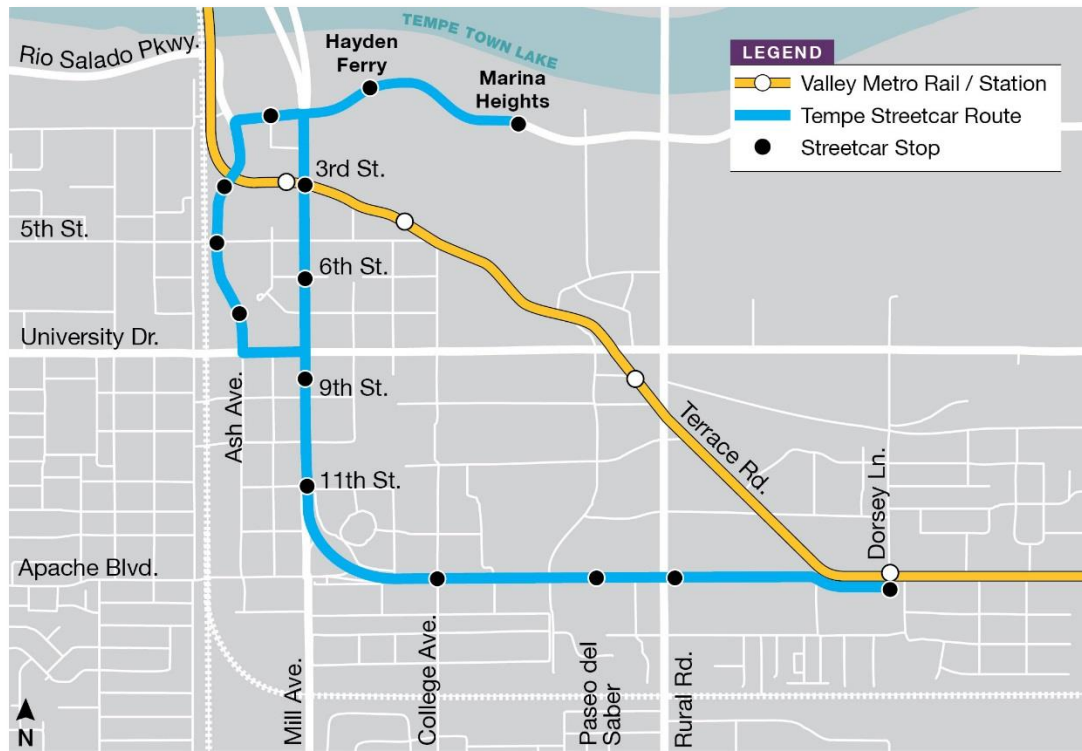 TEMPE TOWN LAKE
Rio Salado Pkwy.
Hayden
Ferry
Marina
Heights
LEGEND
Valley Metro Rail / Station
Tempe Streetcar Route
Streetcar Stop
3rd St.
5th St.
6th St.
University Dr.
9th St.
Ash Ave.
Terrace Rd.
11th St.
Dorsey Ln.
Apache Blvd.
Mill Ave.
College Ave.
Paseo del
Saber
Rural Rd.
N